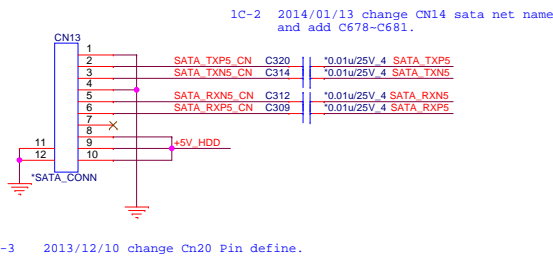 1C-2 2014/01/13 change CN14 sata net name
and add C678~C681.
CN13
1
2 SATA_TXP5_CN C320 *0.01u/25V_4 SATA_TXP5
3 SATA_TXN5_CN C314 *0.01u/25V_4 SATA_TXN5
4
5 SATA_RXN5_CN C312 *0.01u/25V_4 SATA_RXN5
6 SATA_RXP5_CN C309 *0.01u/25V_4 SATA_RXP5
7
8
11 9 +5V_HDD
12 10
*SATA_CONN
-3 2013/12/10 change Cn20 Pin define.